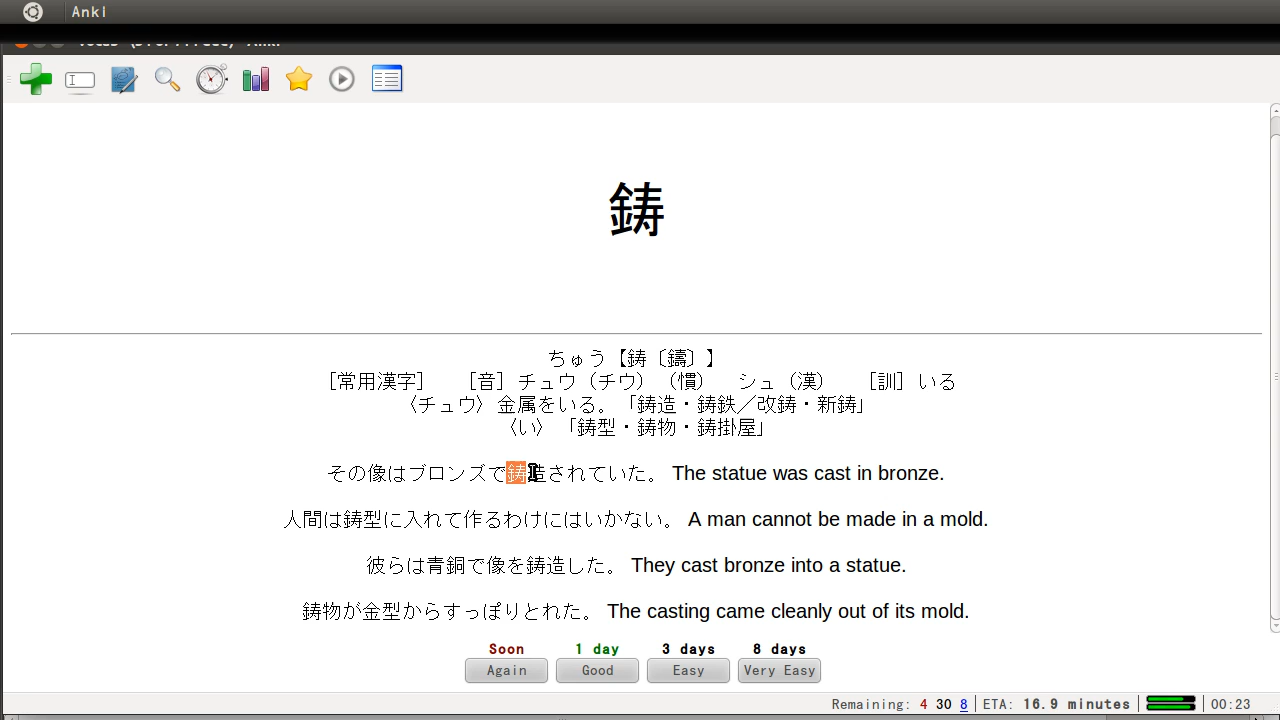 Anki
鋳
ちゅう【鋳〔鑄〕】
［常用漢字］　［音］チュウ（チウ）（慣）　シュ（漢）　［訓］いる
〈チュウ〉金属をいる。「鋳造・鋳鉄／改鋳・新鋳」
〈い〉「鋳型・鋳物・鋳掛屋」
その像はブロンズで鋳造されていた。 The statue was cast in bronze.
人間は鋳型に入れて作るわけにはいかない。 A man cannot be made in a mold.
彼らは青銅で像を鋳造した。 They cast bronze into a statue.
鋳物が金型からすっぽりとれた。 The casting came cleanly out of its mold.
Soon 1 day 3 days 8 days
Again Good Easy Very Easy
Remaining: 4 30 8 ETA: 16.9 minutes 00:23